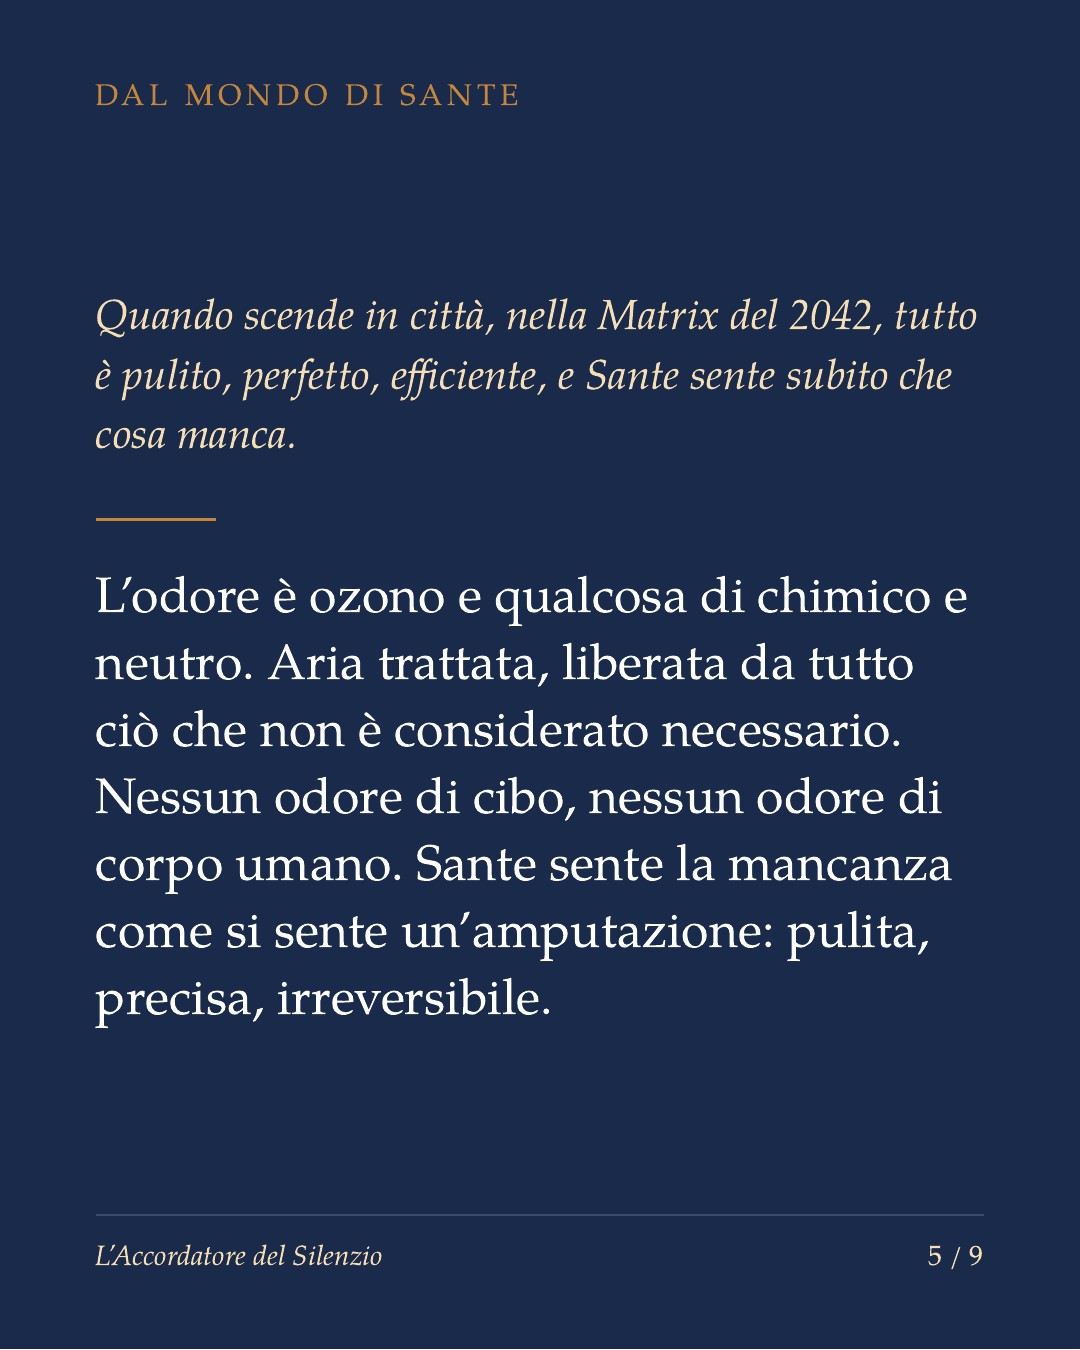 DAL MONDO DI SANTE
Quando scende in città, nella Matrix del 2042, tutto
è pulito, perfetto, efficiente, e Sante sente subito che
cosa manca.
L’odore è ozono e qualcosa di chimico e
neutro. Aria trattata, liberata da tutto
ciò che non è considerato necessario.
Nessun odore di cibo, nessun odore di
corpo umano. Sante sente la mancanza
come si sente un’amputazione: pulita,
precisa, irreversibile.
L’Accordatore del Silenzio
5 / 9